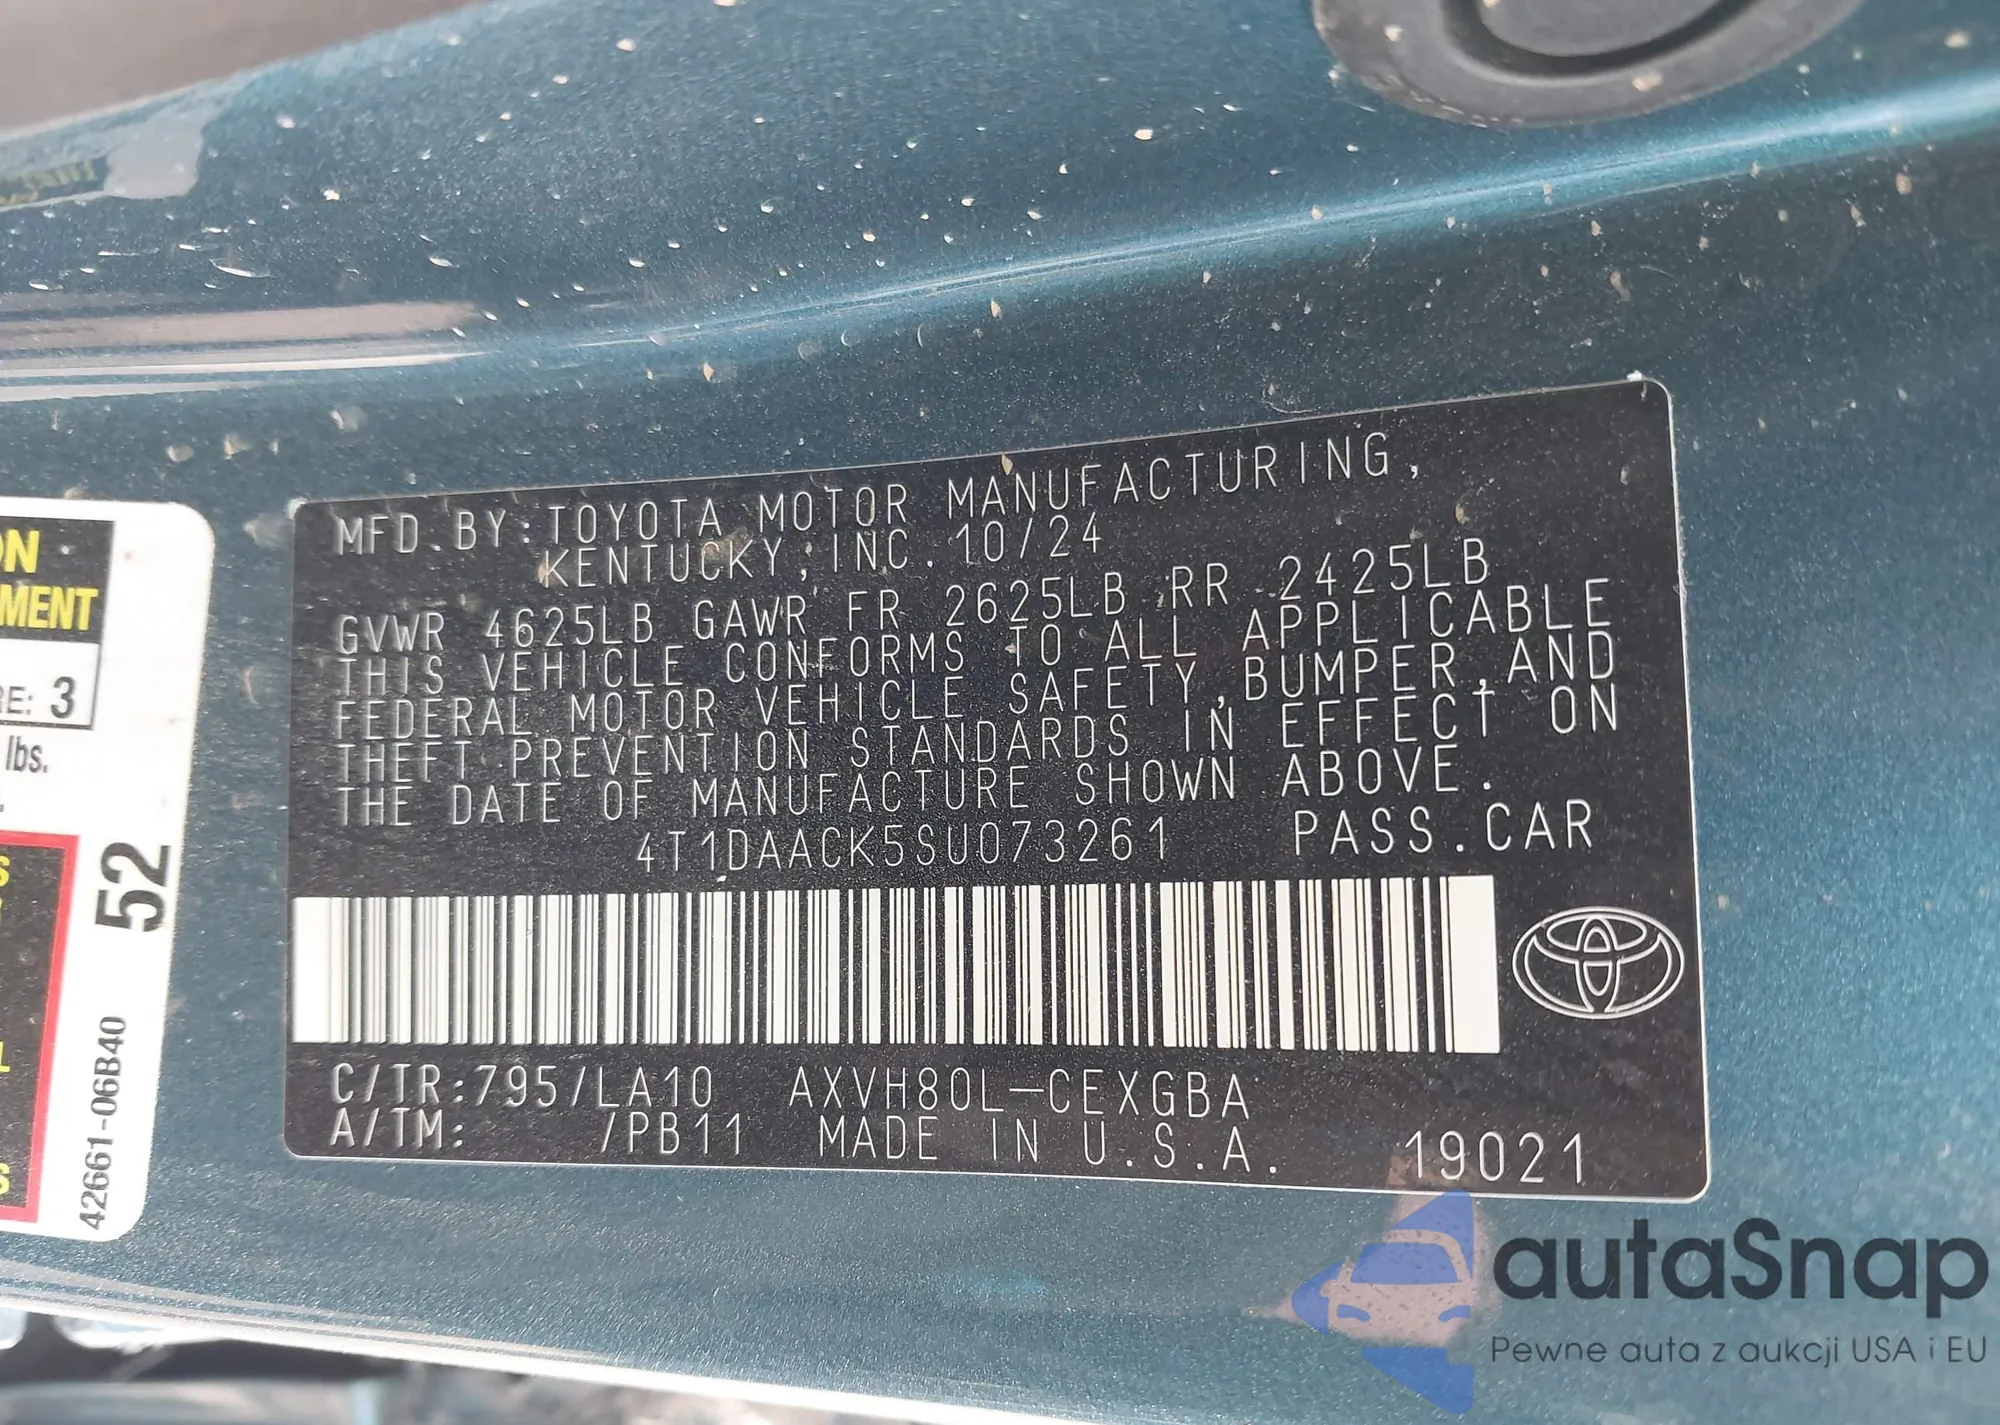 MFD.BY:TOYOTA MOTOR MANUFACTURING,
KENTUCKY,INC. 10/24
GVWR 4625LB GAWR FR 2625LB RR 2425LB
THIS VEHICLE CONFORMS TO ALL APPLICABLE
FEDERAL MOTOR VEHICLE SAFETY,BUMPER,AND
THEFT PREVENTION STANDARDS IN EFFECT ON
THE DATE OF MANUFACTURE SHOWN ABOVE.
4T1DAACK5SU073261 PASS.CAR
C/TR:795/LA10 AXVH80L-CEXGBA
A/TM: /PB11 MADE IN U.S.A. 19021
MENT
3
lbs.
52
42661-06B40
autaSnap
Pewne auta z aukcji USA i EU